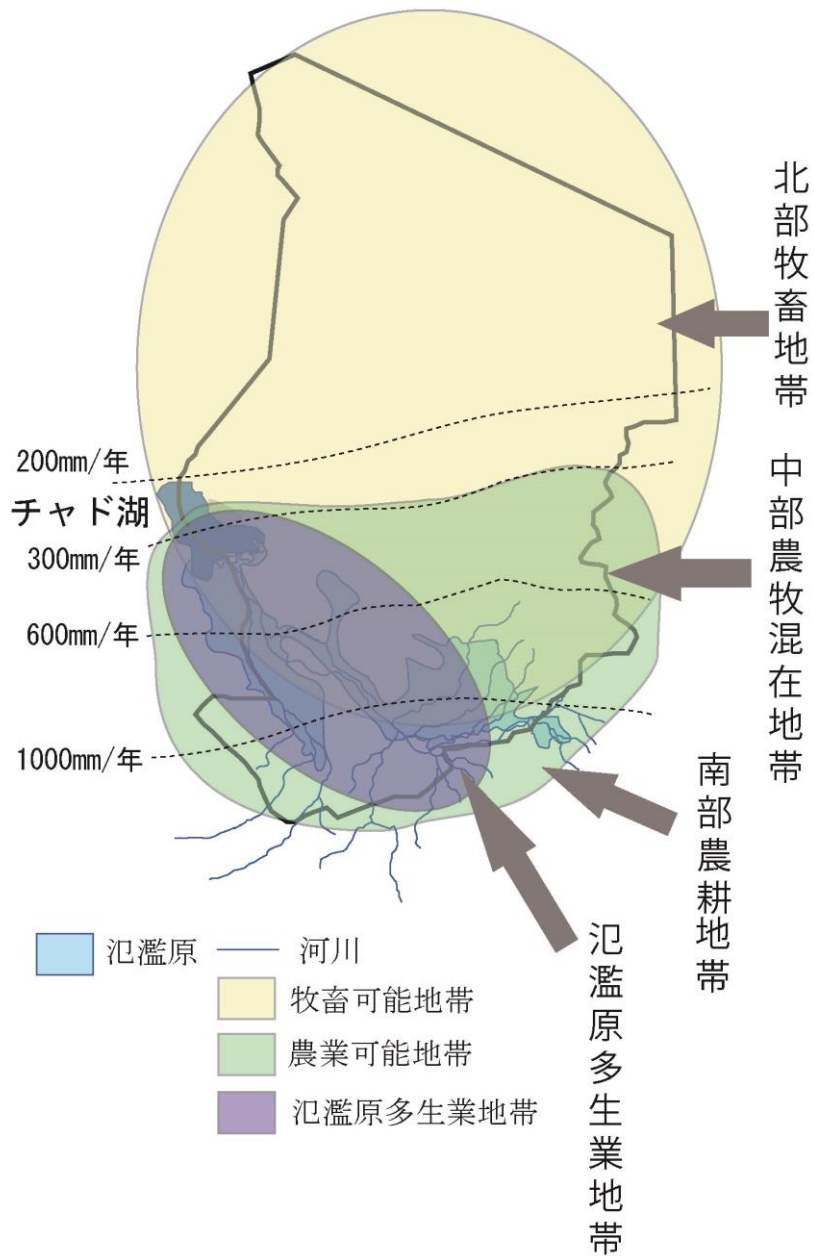 北部牧畜地帯
200mm/年
チャド湖
300mm/年
600mm/年
1000mm/年
中部農牧混在地帯
南部農耕地帯
氾濫原多生業地帯
氾濫原
河川
牧畜可能地帯
農業可能地帯
氾濫原多生業地帯